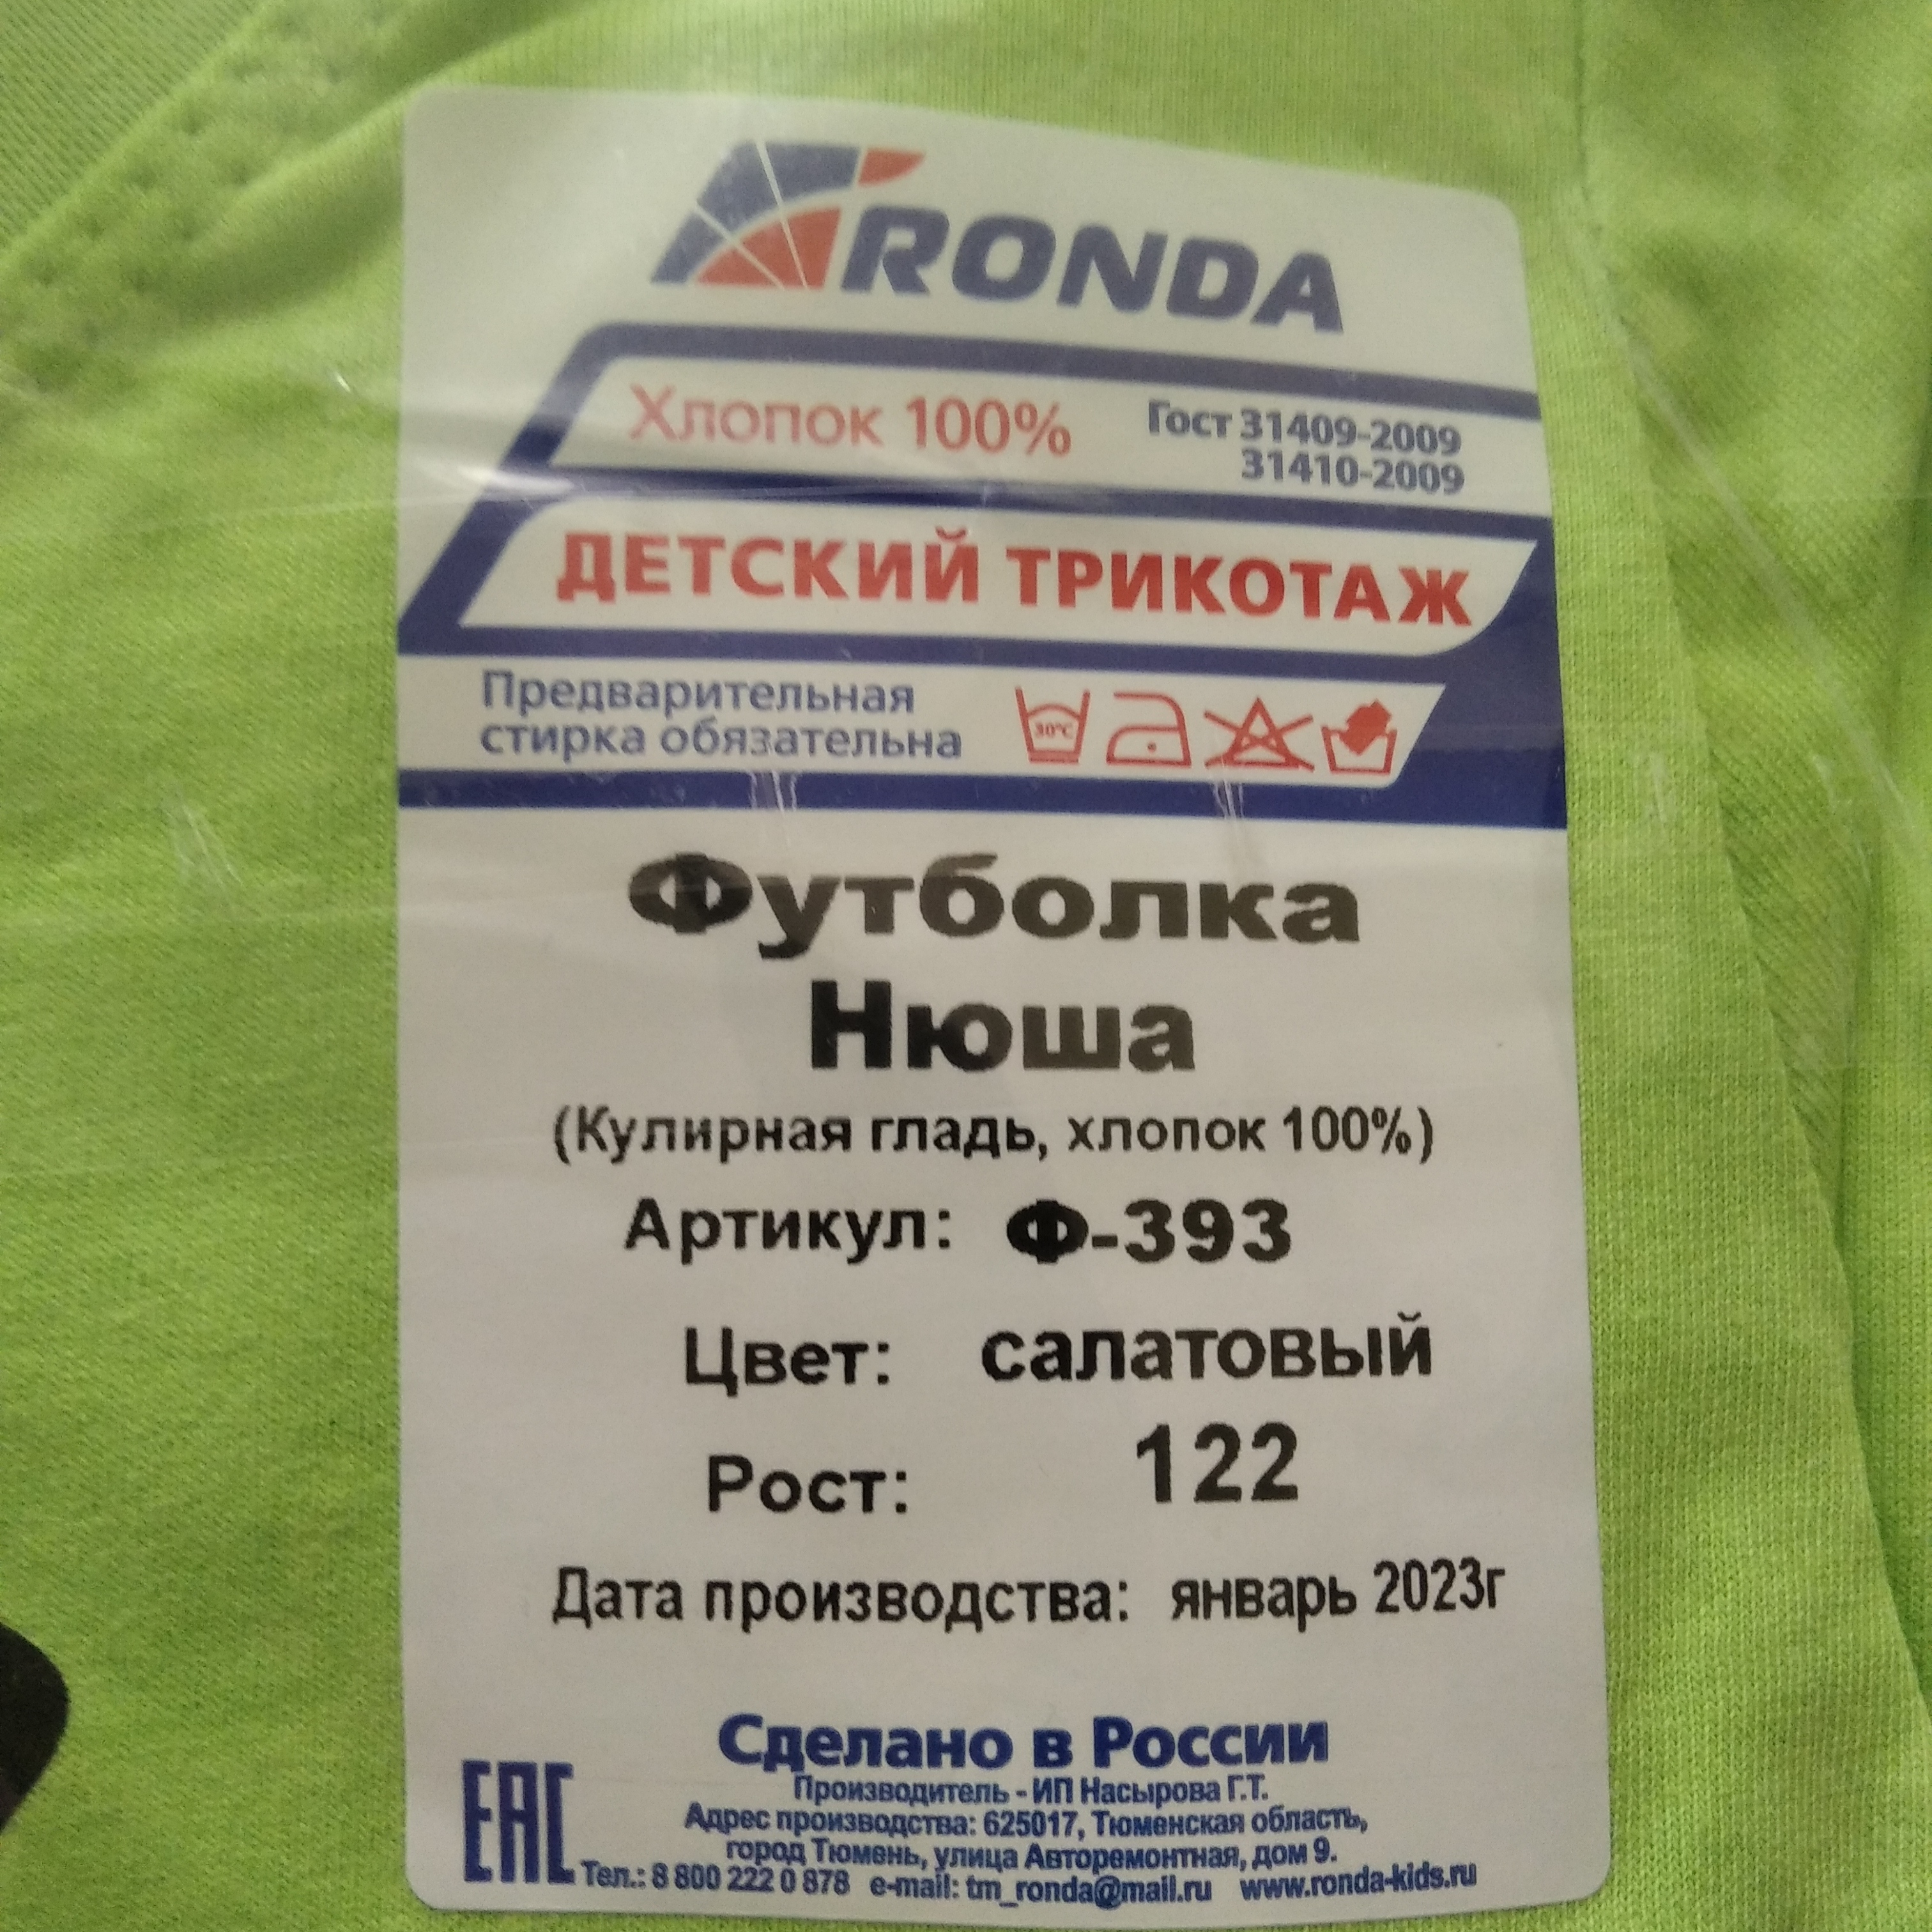 RONDA
Хлопок 100% Гост 31409-2009
31410-2009
ДЕТСКИЙ ТРИКОТАЖ
Предварительная
стирка обязательна
30°C
Футболка
Нюша
(Кулирная гладь, хлопок 100%)
Артикул: Ф-393
Цвет: салатовый
Рост: 122
Дата производства: январь 2023г
Сделано в России
EAC
Производитель - ИП Насырова Г.Т.
Адрес производства: 625017, Тюменская область,
город Тюмень, улица Авторемонтная, дом 9.
Тел.: 8 800 222 0 878 e-mail: tm_ronda@mail.ru www.ronda-kids.ru